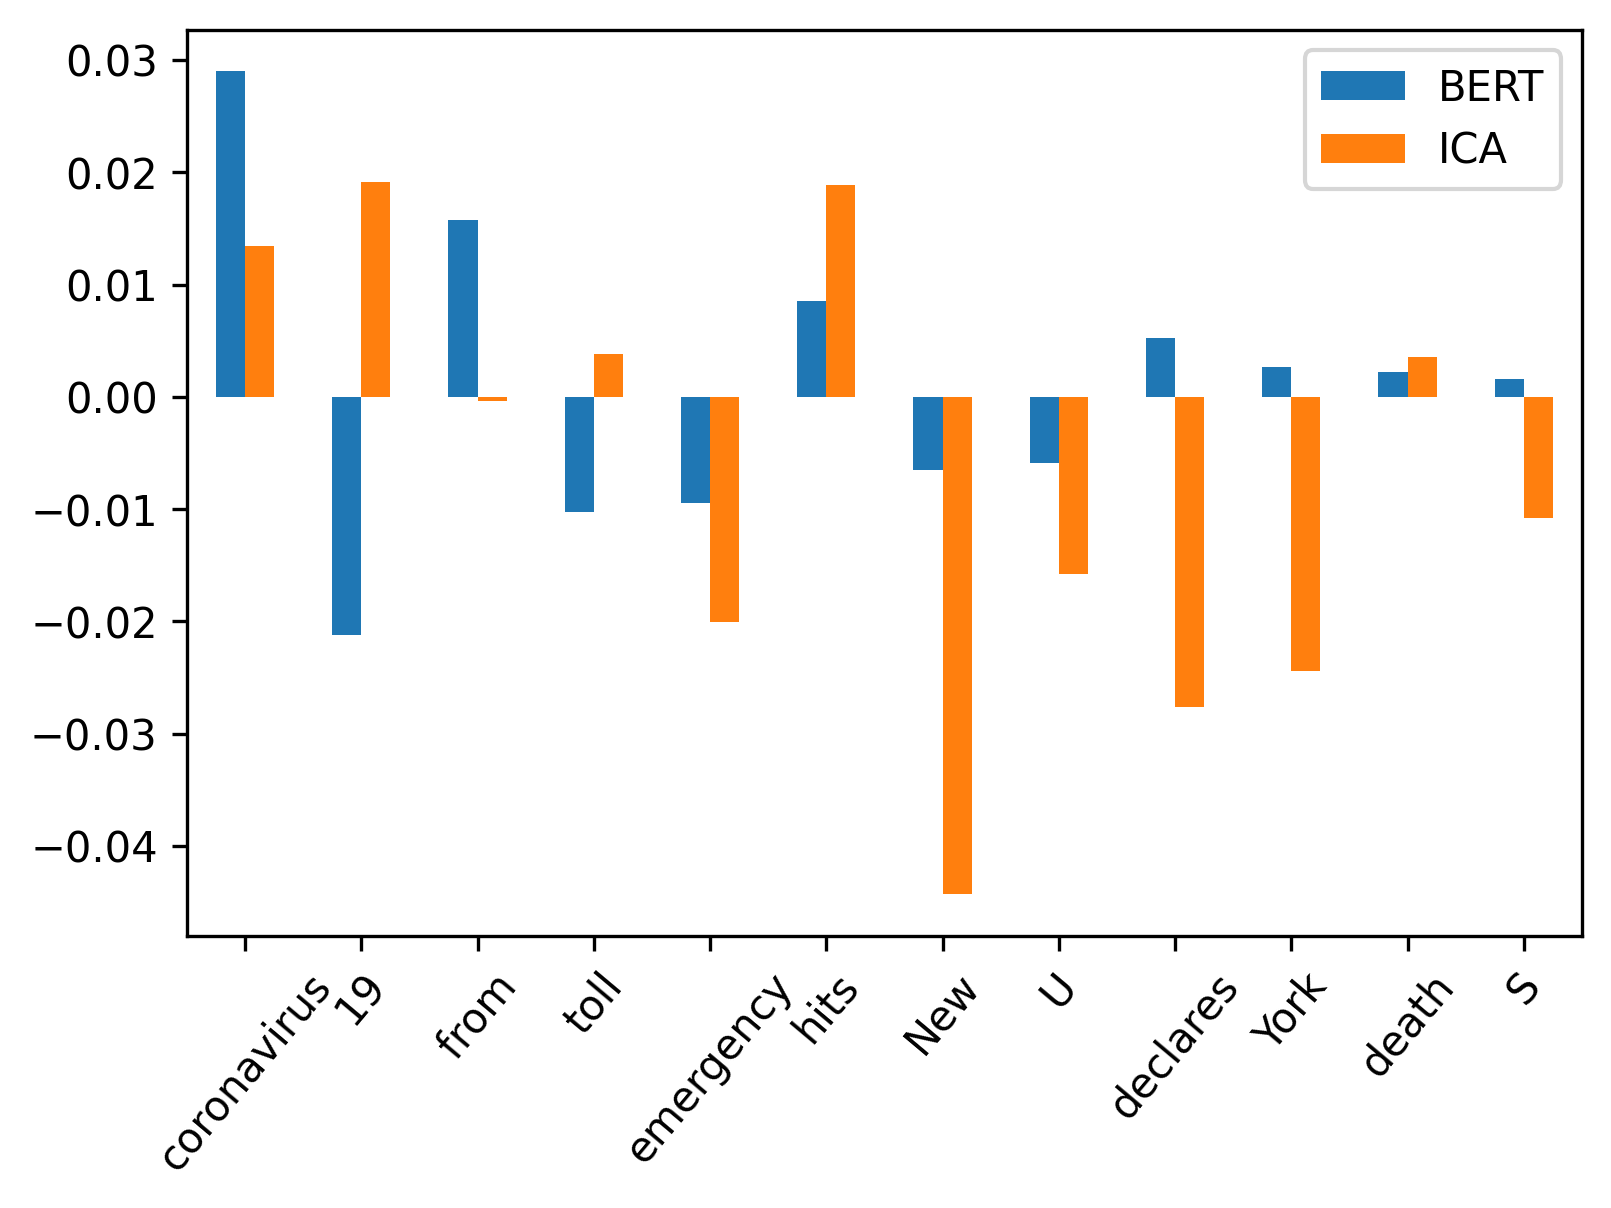 0.03
0.02
0.01
0.00
−0.01
−0.02
−0.03
−0.04
BERT
ICA
coronavirus
19
from
toll
emergency
hits
New
U
declares
York
death
S